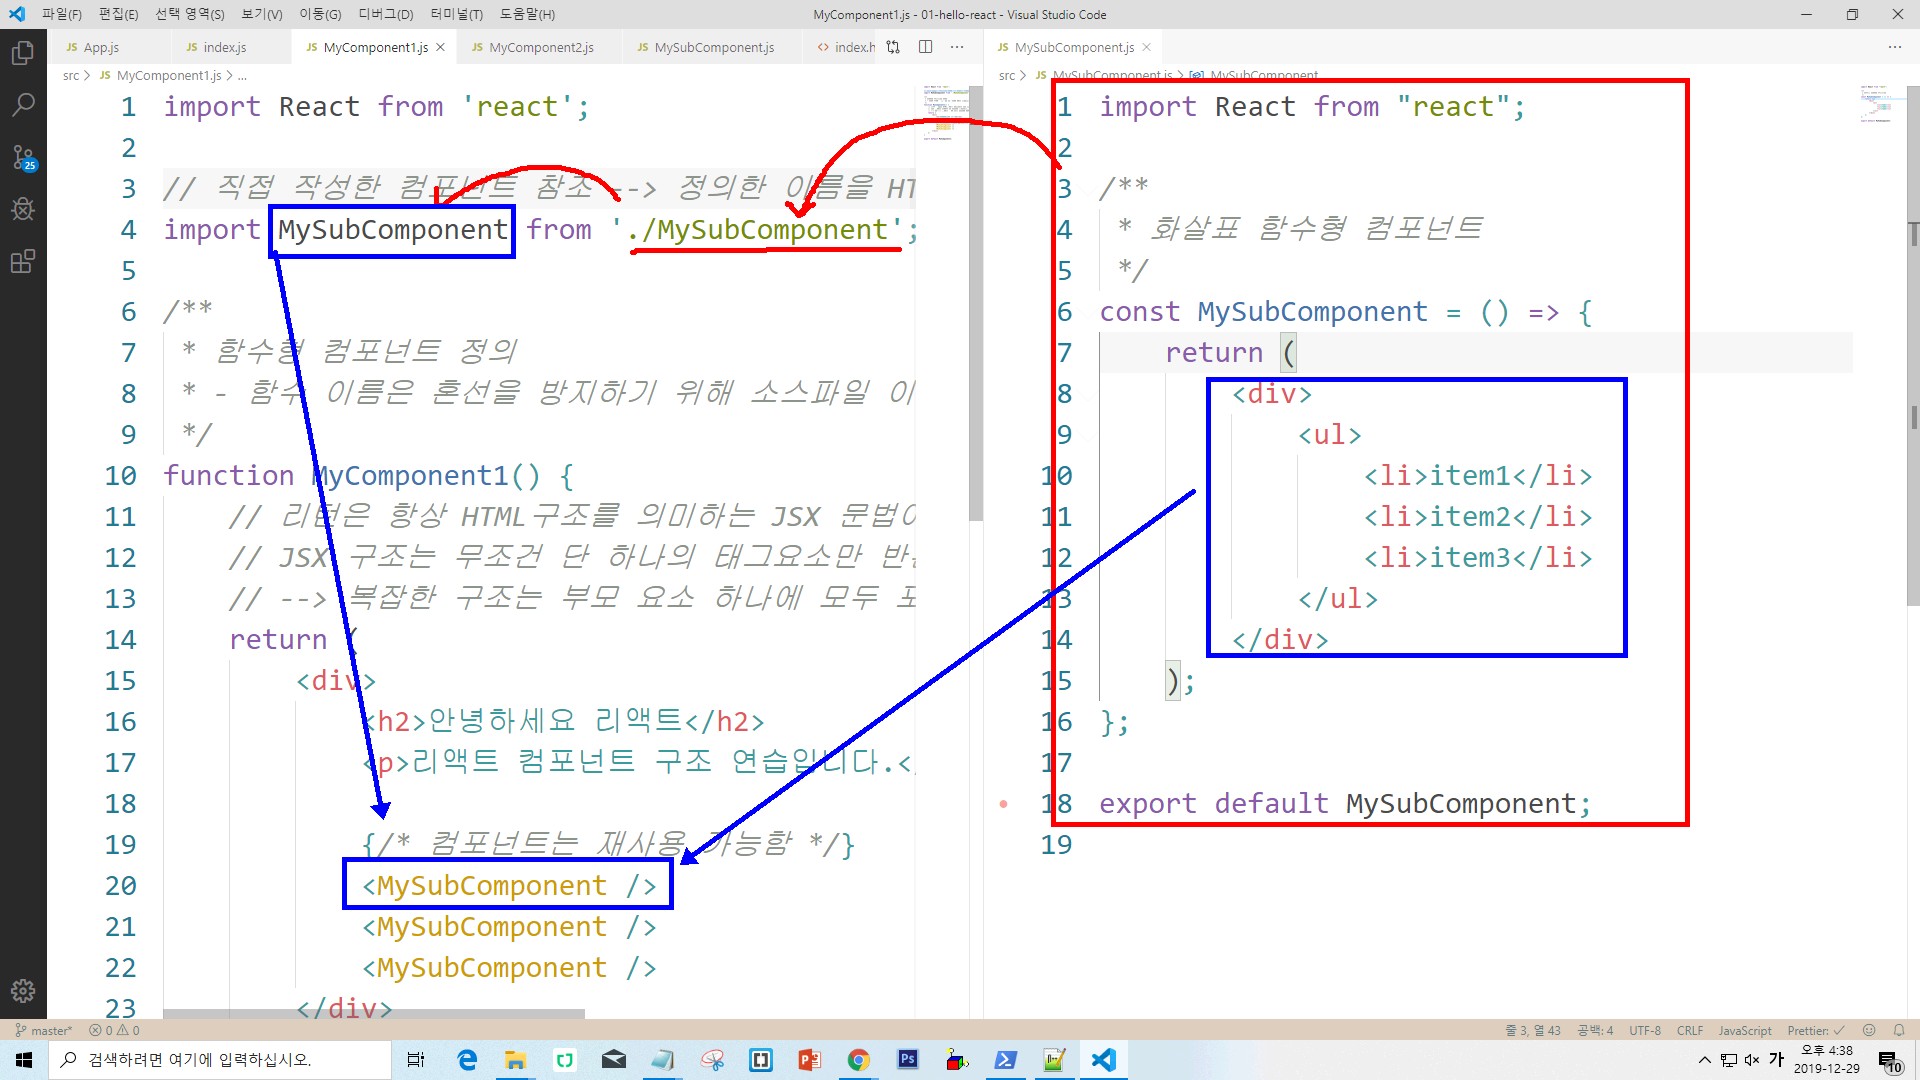 파일(F) 편집(E) 선택 영역(S) 보기(V) 이동(G) 디버그(D) 터미널(T) 도움말(H)
MyComponent1.js - 01-hello-react - Visual Studio Code
JS App.js JS index.js JS MyComponent1.js JS MyComponent2.js JS MySubComponent.js <> index.h
src > JS MyComponent1.js > ...
1 import React from 'react';
2
3 // 직접 작성한 컴포넌트 참조 --> 정의한 이름을 HT
4 import MySubComponent from './MySubComponent';
5
6 /**
7 * 함수형 컴포넌트 정의
8 * - 함수 이름은 혼선을 방지하기 위해 소스파일 이
9 */
10 function MyComponent1() {
11 // 리턴은 항상 HTML구조를 의미하는 JSX 문법이
12 // JSX 구조는 무조건 단 하나의 태그요소만 반
13 // --> 복잡한 구조는 부모 요소 하나에 모두 포
14 return (
15 <div>
16 <h2>안녕하세요 리액트</h2>
17 <p>리액트 컴포넌트 구조 연습입니다.</
18
19 {/* 컴포넌트는 재사용 가능함 */}
20 <MySubComponent />
21 <MySubComponent />
22 <MySubComponent />
23 </div>
JS MySubComponent.js
src > JS MySubComponent.js > MySubComponent
1 import React from "react";
2
3 /**
4 * 화살표 함수형 컴포넌트
5 */
6 const MySubComponent = () => {
7 return (
8 <div>
9 <ul>
10 <li>item1</li>
11 <li>item2</li>
12 <li>item3</li>
13 </ul>
14 </div>
15 );
16 };
17
18 export default MySubComponent;
19
25
master* 0 0
줄 3, 열 43 공백: 4 UTF-8 CRLF JavaScript Prettier: ✓
검색하려면 여기에 입력하십시오.
가 오후 4:38
2019-12-29
10